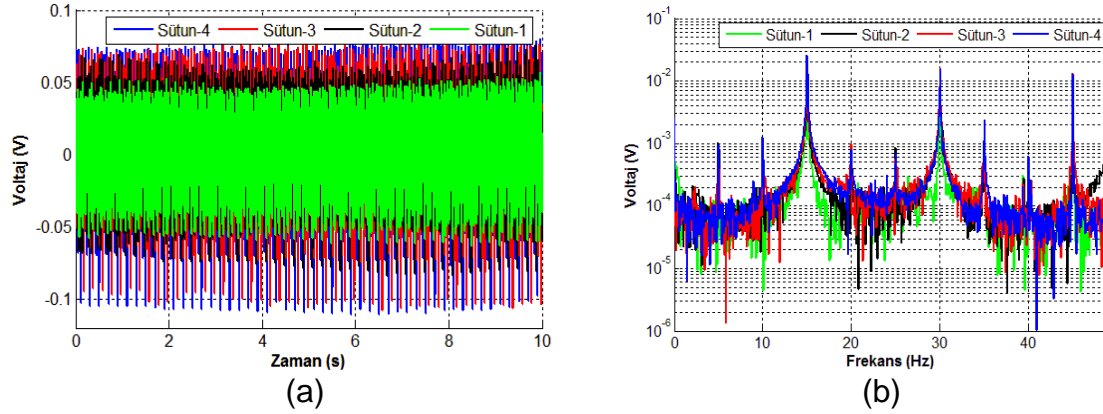 0.1
0.05
0
-0.05
-0.1
Voltaj (V)
Sütun-4 Sütun-3 Sütun-2 Sütun-1
0 2 4 6 8 10
Zaman (s)
(a)
10^-1
10^-2
10^-3
10^-4
10^-5
10^-6
Voltaj (V)
Sütun-1 Sütun-2 Sütun-3 Sütun-4
0 10 20 30 40
Frekans (Hz)
(b)